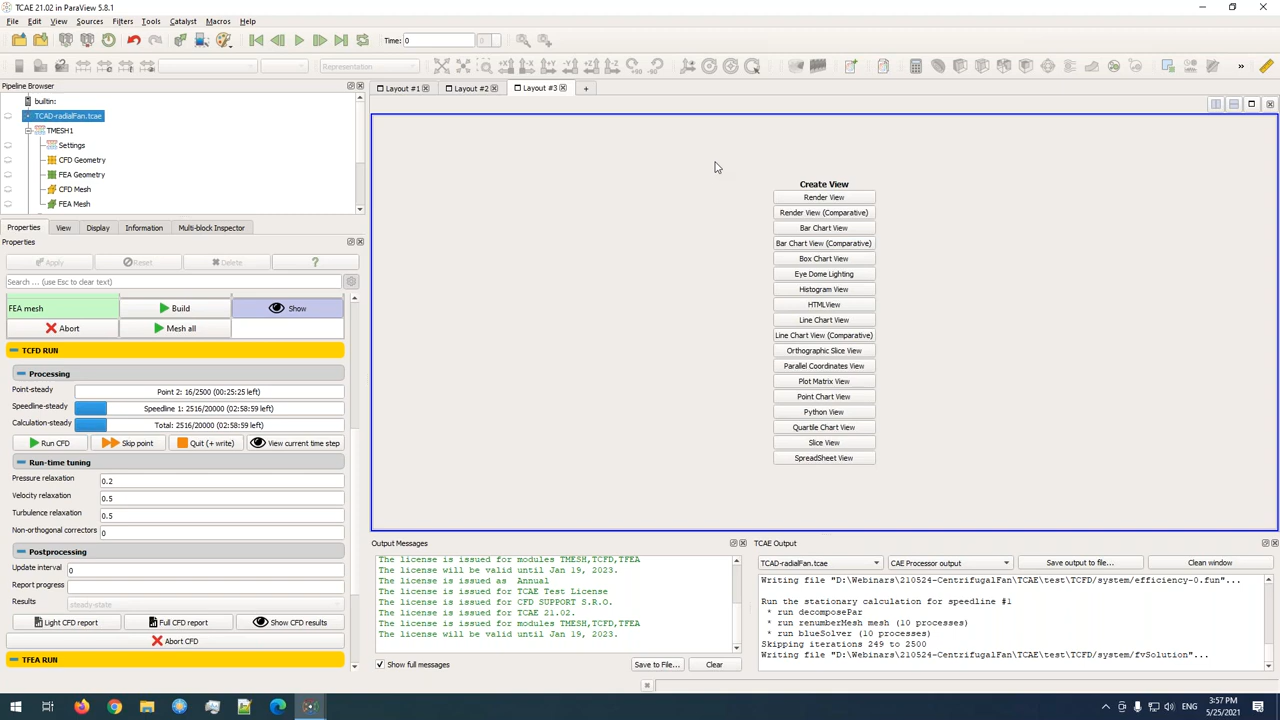 TCAE 21.02 in ParaView 5.8.1
File Edit View Sources Filters Tools Catalyst Macros Help
Time: 0
0
Representation
Pipeline Browser
builtin:
TCAD-radialFan.tcae
TMESH1
Settings
CFD Geometry
FEA Geometry
CFD Mesh
FEA Mesh
Properties View Display Information Multi-block Inspector
Properties
Apply Reset Delete ?
Search ... (use Esc to clear text)
FEA mesh Build Show
Abort Mesh all
TCFD RUN
Processing
Point-steady Point 2: 16/2500 (00:25:25 left)
Speedline-steady Speedline 1: 2516/20000 (02:58:59 left)
Calculation-steady Total: 2516/20000 (02:58:59 left)
Run CFD Skip point Quit (+ write) View current time step
Run-time tuning
Pressure relaxation 0.2
Velocity relaxation 0.5
Turbulence relaxation 0.5
Non-orthogonal correctors 0
Postprocessing
Update interval 0
Report progress
Results steady-state
Light CFD report Full CFD report Show CFD results
Abort CFD
TFEA RUN
Layout #1 Layout #2 Layout #3 +
Create View
Render View
Render View (Comparative)
Bar Chart View
Bar Chart View (Comparative)
Box Chart View
Eye Dome Lighting
Histogram View
HTMLView
Line Chart View
Line Chart View (Comparative)
Orthographic Slice View
Parallel Coordinates View
Plot Matrix View
Point Chart View
Python View
Quartile Chart View
Slice View
SpreadSheet View
Output Messages
The license is issued for modules TMESH,TCFD,TFEA
The license will be valid until Jan 19, 2023.
The license is issued as Annual
The license is issued for TCAE Test License
The license is issued for CFD SUPPORT S.R.O.
The license is issued for TCAE 21.02.
The license is issued for modules TMESH,TCFD,TFEA
The license will be valid until Jan 19, 2023.
Show full messages Save to File... Clear
TCAE Output
TCAD-radialFan.tcae CAE Processor output Save output to file... Clean window
Writing file "D:\Webinars\210524-CentrifugalFan\TCAE\test\TCFD/system/efficiency-0.fun"...
Run the stationary calculation for speedline #1
* run decomposePar
* run renumberMesh mesh (10 processes)
* run blueSolver (10 processes)
Skipping iterations 249 to 2500
Writing file "D:\Webinars\210524-CentrifugalFan\TCAE\test\TCFD/system/fvSolution"...
ENG
3:57 PM
5/25/2021